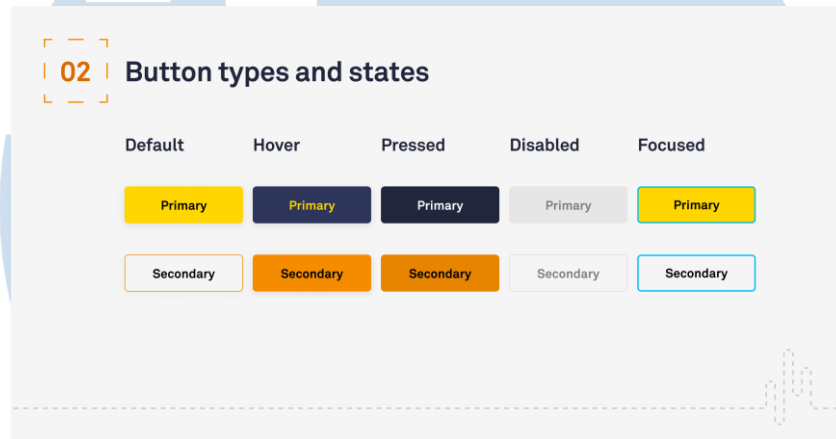 02 Button types and states
Default Hover Pressed Disabled Focused
Primary Primary Primary Primary Primary
Secondary Secondary Secondary Secondary Secondary